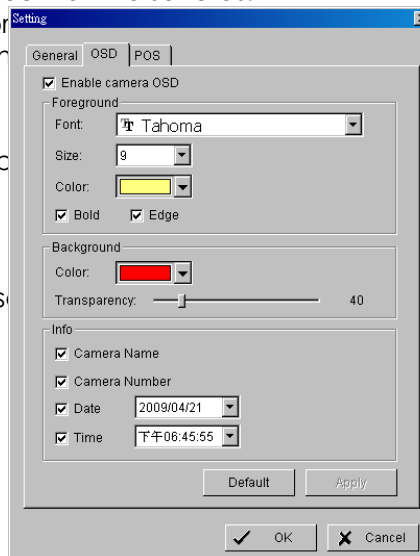 Setting
General OSD POS
Enable camera OSD
Foreground
Font: Tahoma
Size: 9
Color:
Bold Edge
Background
Color:
Transparency: 40
Info
Camera Name
Camera Number
Date 2009/04/21
Time 下午06:45:55
Default Apply
OK Cancel